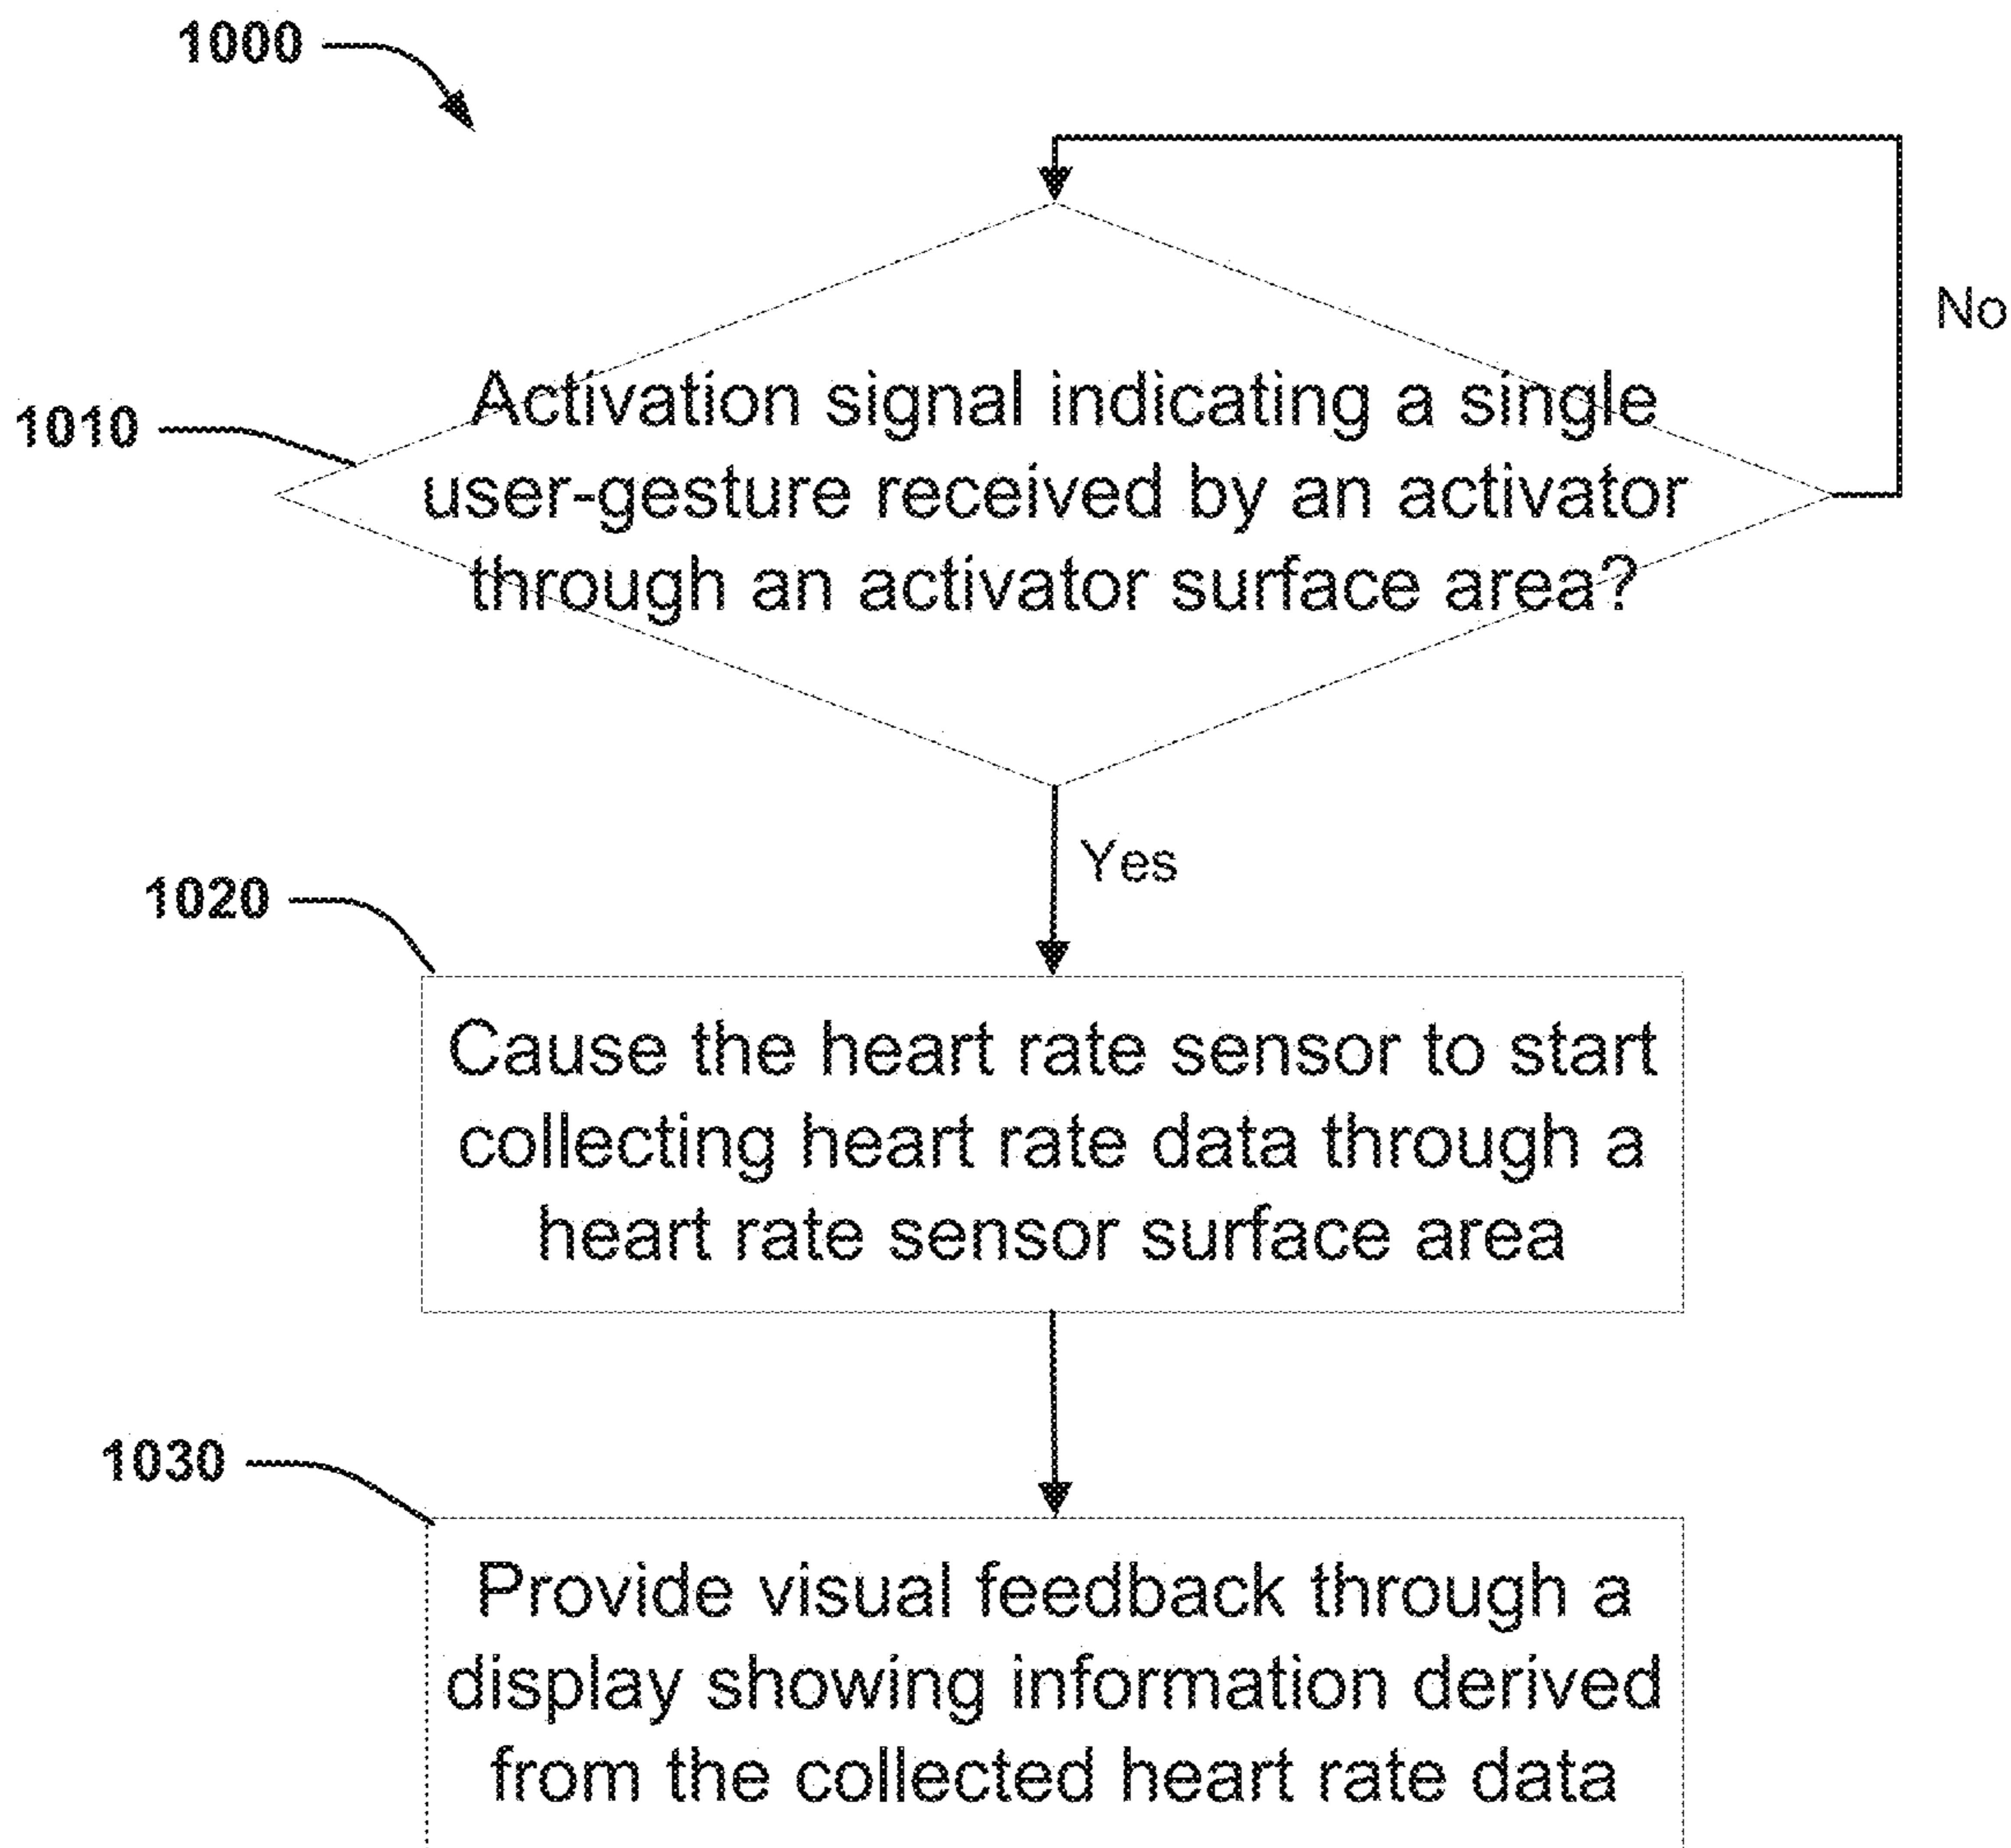 1000
No
1010
Activation signal indicating a single
user-gesture received by an activator
through an activator surface area?
Yes
1020
Cause the heart rate sensor to start
collecting heart rate data through a
heart rate sensor surface area
1030
Provide visual feedback through a
display showing information derived
from the collected heart rate data